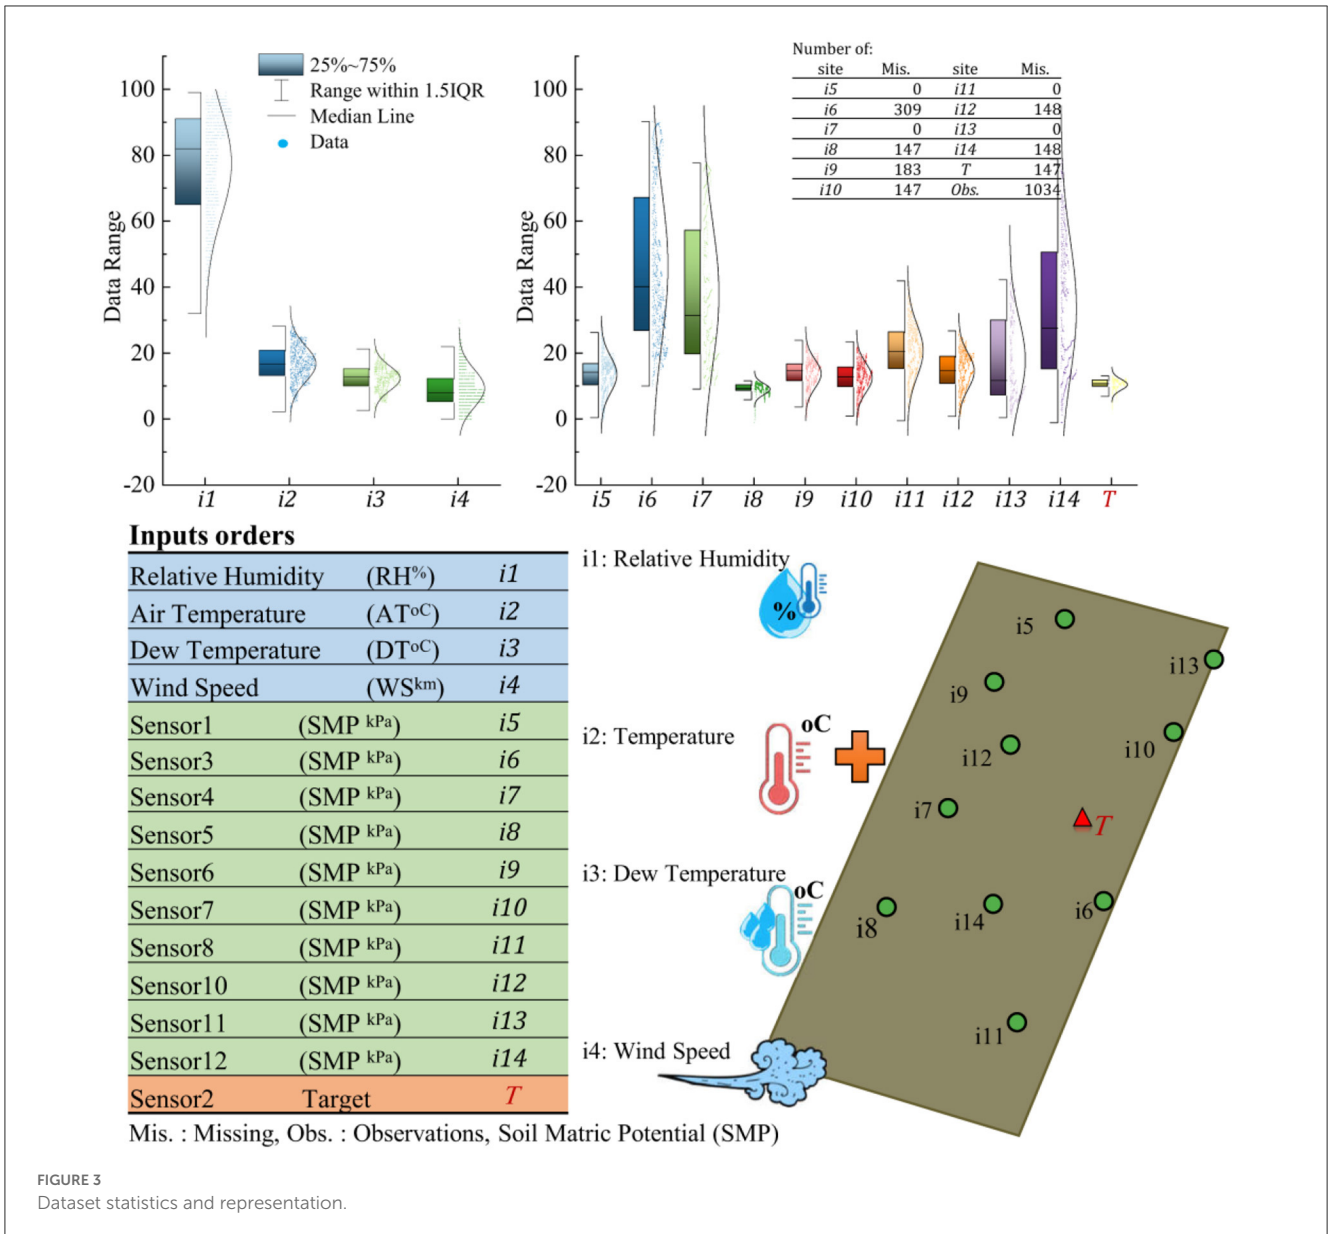 25%~75%
Range within 1.5IQR
Median Line
Data
Data Range
100
80
60
40
20
0
-20
i1 i2 i3 i4
Data Range
100
80
60
40
20
0
-20
i5 i6 i7 i8 i9 i10 i11 i12 i13 i14 T
Number of:
site Mis. site Mis.
i5 0 i11 0
i6 309 i12 148
i7 0 i13 0
i8 147 i14 148
i9 183 T 147
i10 147 Obs. 1034
Inputs orders
Relative Humidity (RH%) i1
Air Temperature (AToC) i2
Dew Temperature (DToC) i3
Wind Speed (WSkm) i4
Sensor1 (SMP kPa) i5
Sensor3 (SMP kPa) i6
Sensor4 (SMP kPa) i7
Sensor5 (SMP kPa) i8
Sensor6 (SMP kPa) i9
Sensor7 (SMP kPa) i10
Sensor8 (SMP kPa) i11
Sensor10 (SMP kPa) i12
Sensor11 (SMP kPa) i13
Sensor12 (SMP kPa) i14
Sensor2 Target T
i1: Relative Humidity
%
i2: Temperature
oC
i3: Dew Temperature
oC
i4: Wind Speed
i5
i13
i9
i10
i12
i7
T
i8
i14
i6
i11
Mis. : Missing, Obs. : Observations, Soil Matric Potential (SMP)
FIGURE 3
Dataset statistics and representation.